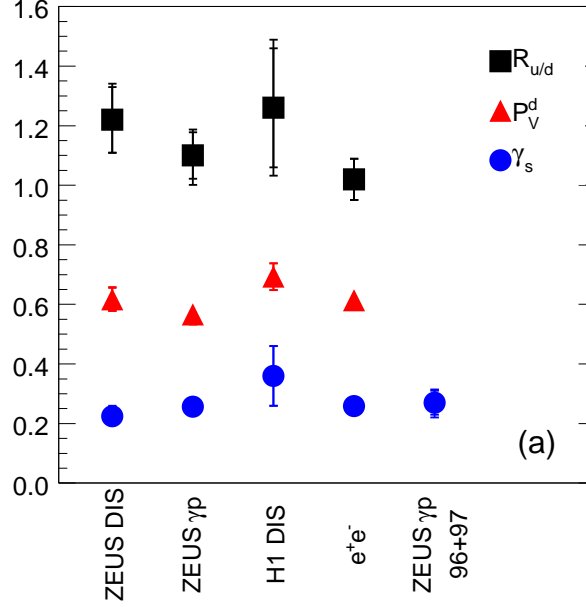 1.6
1.4
1.2
1.0
0.8
0.6
0.4
0.2
0.0
R_{u/d}
P_V^d
γ_s
(a)
ZEUS DIS
ZEUS γp
H1 DIS
e⁺e⁻
ZEUS γp
96+97